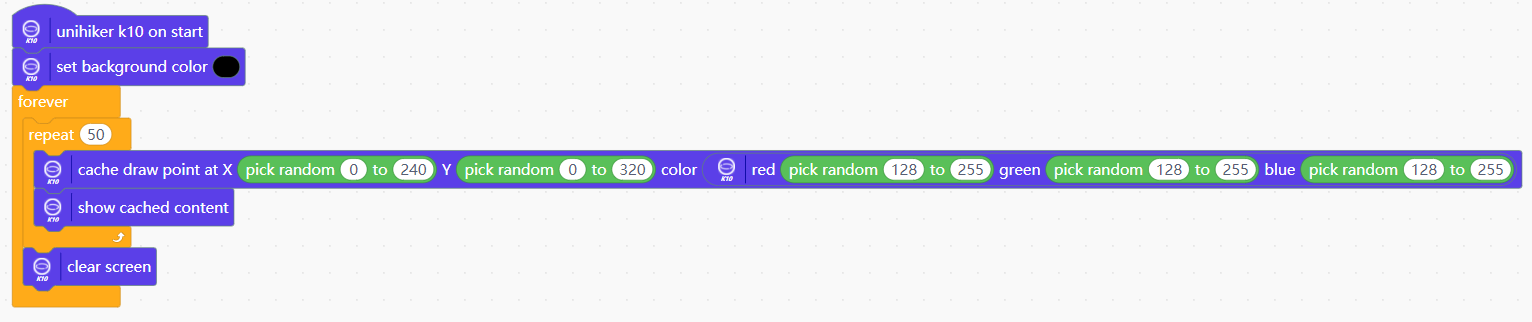 K10 unihiker k10 on start
K10 set background color
forever
repeat 50
K10 cache draw point at X pick random 0 to 240 Y pick random 0 to 320 color K10 red pick random 128 to 255 green pick random 128 to 255 blue pick random 128 to 255
K10 show cached content
K10 clear screen